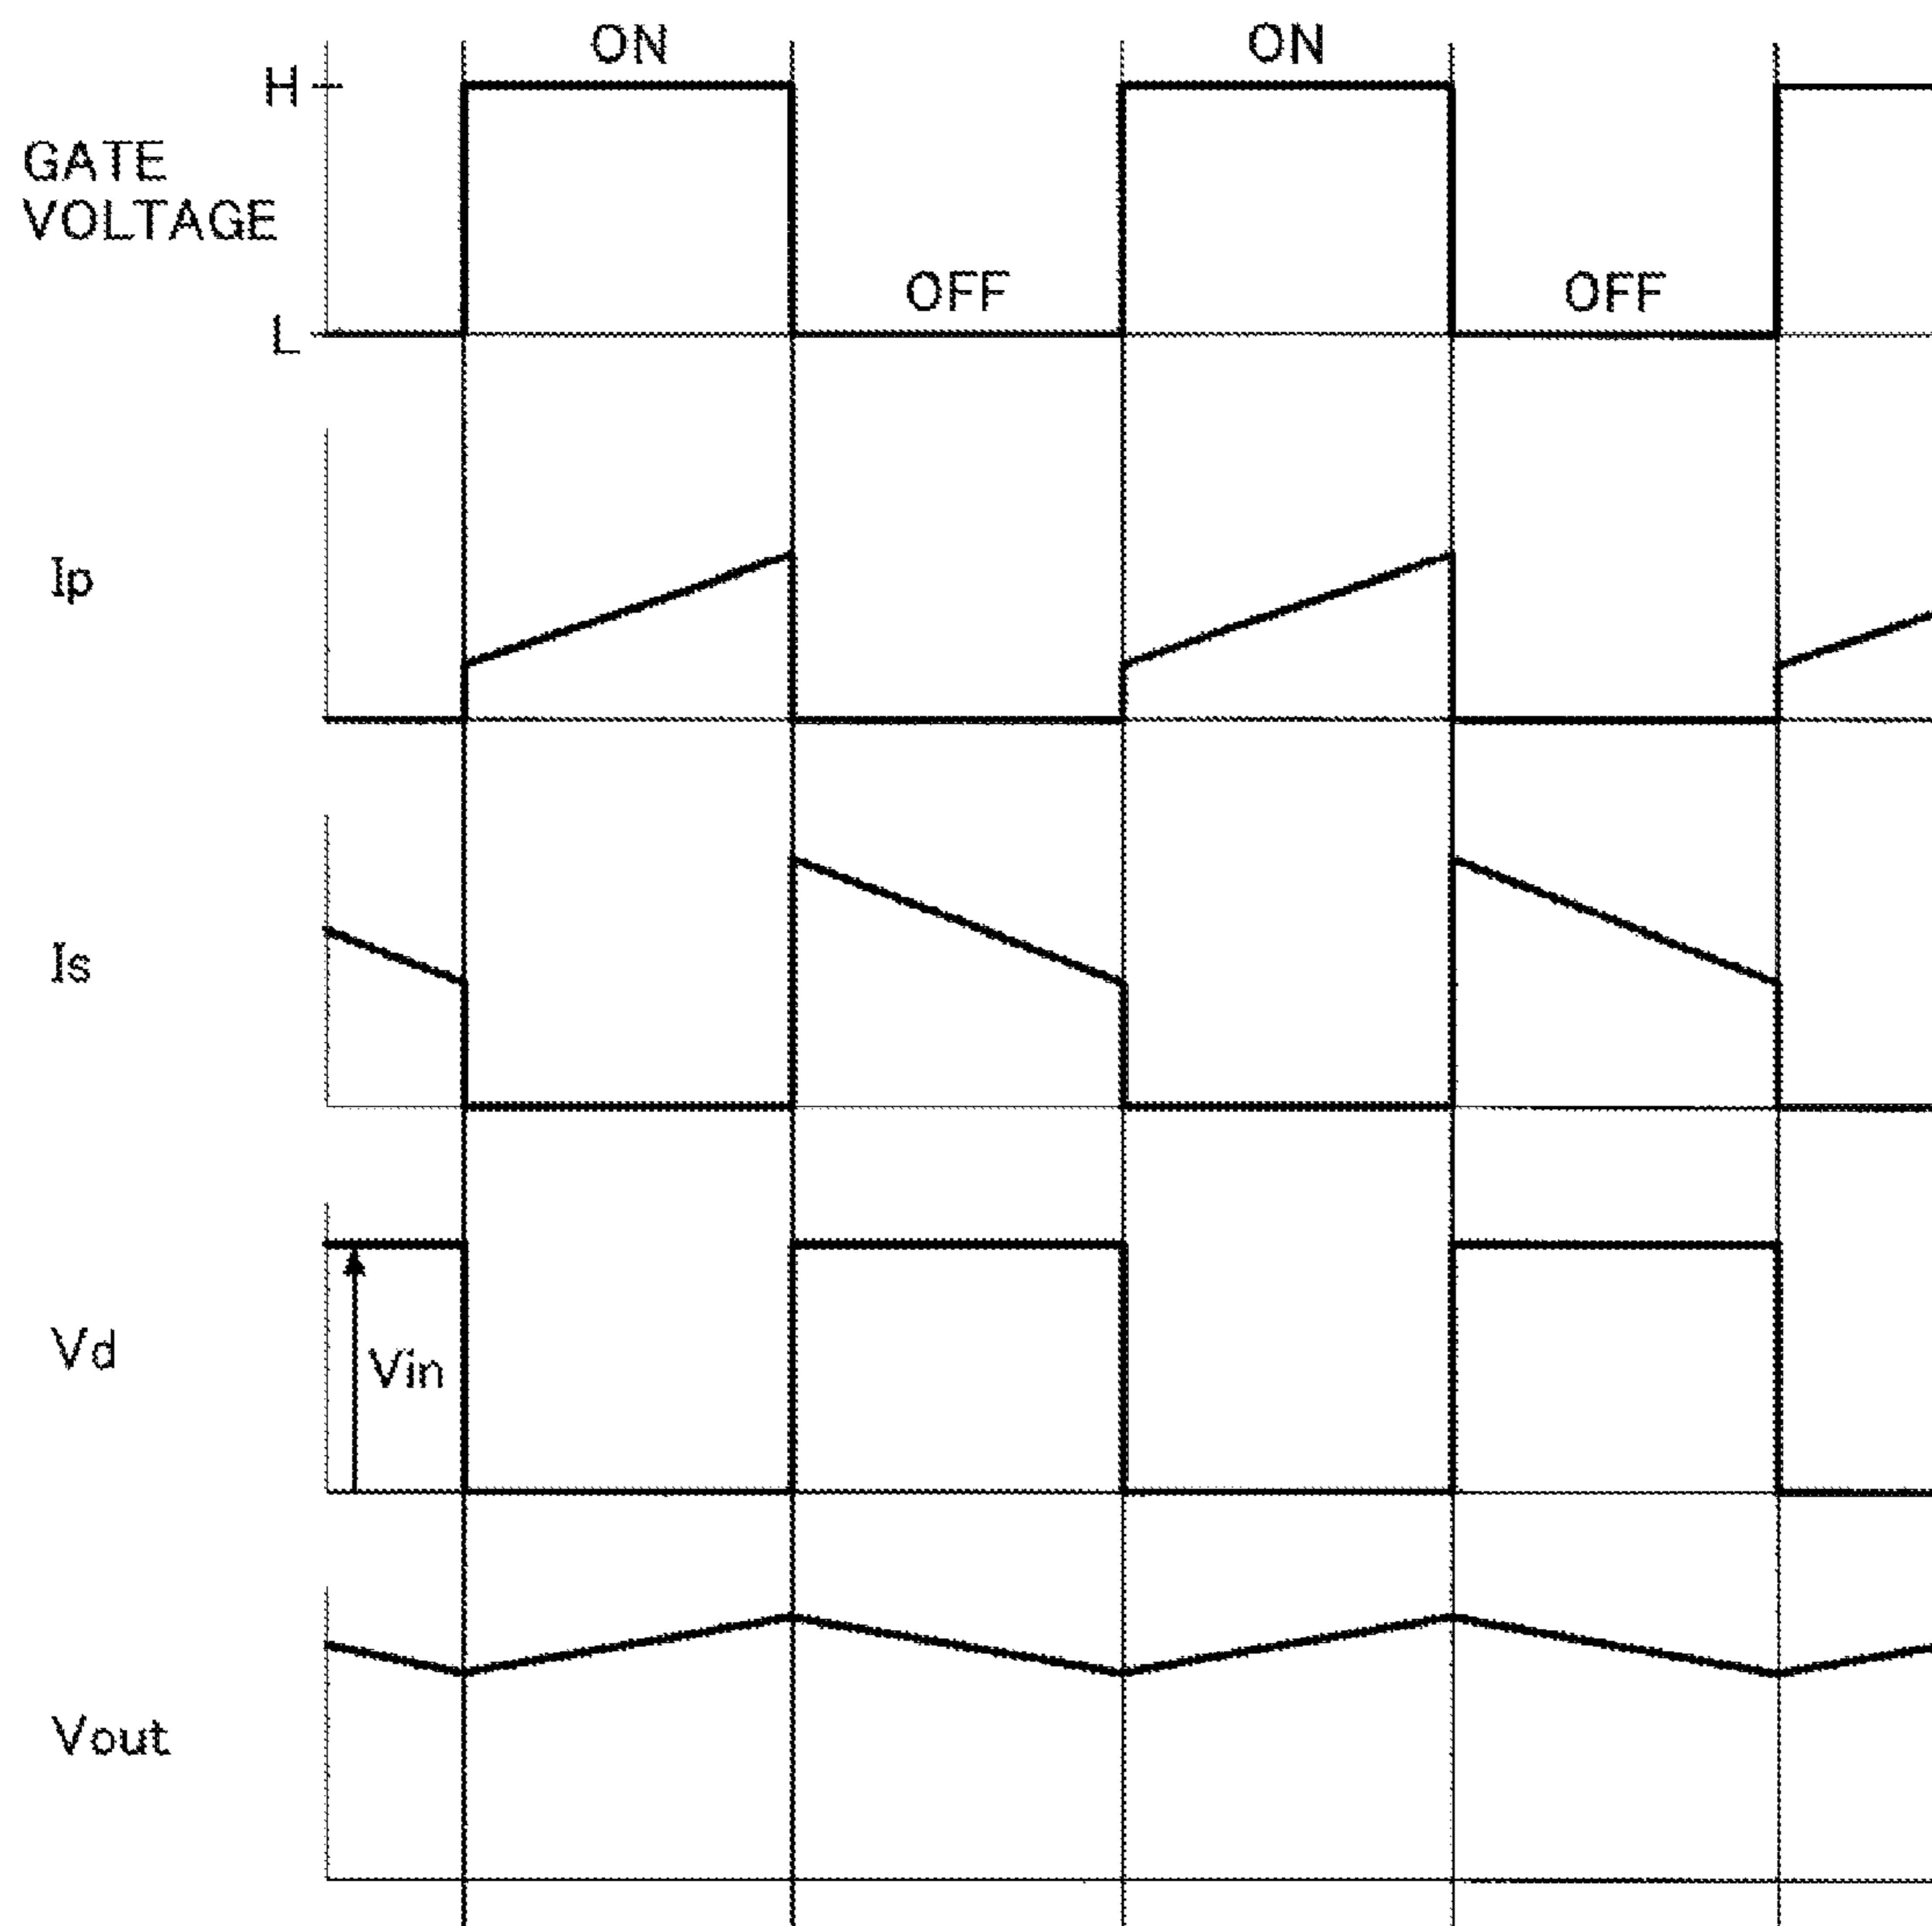 ON
ON
H
GATE
VOLTAGE
OFF
OFF
L
Ip
Is
Vd
Vin
Vout